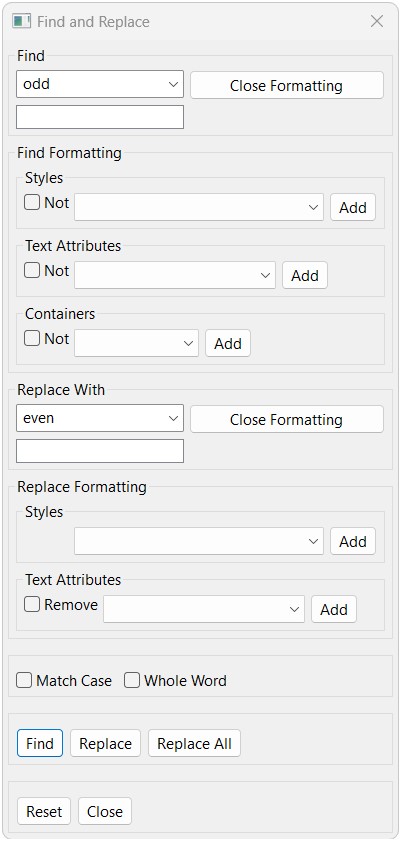 Find and Replace
Find
odd
Close Formatting
Find Formatting
Styles
Not
Add
Text Attributes
Not
Add
Containers
Not
Add
Replace With
even
Close Formatting
Replace Formatting
Styles
Add
Text Attributes
Remove
Add
Match Case Whole Word
Find Replace Replace All
Reset Close